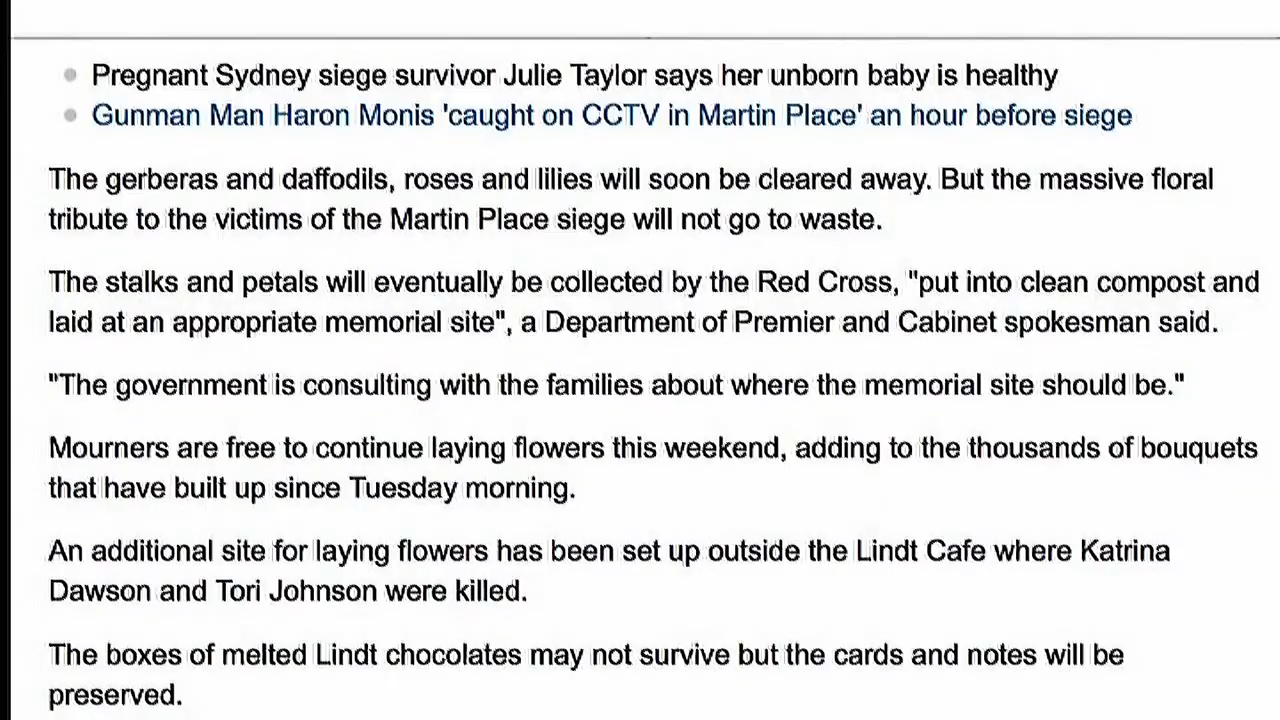 Pregnant Sydney siege survivor Julie Taylor says her unborn baby is healthy
Gunman Man Haron Monis 'caught on CCTV in Martin Place' an hour before siege
The gerberas and daffodils, roses and lilies will soon be cleared away. But the massive floral
tribute to the victims of the Martin Place siege will not go to waste.
The stalks and petals will eventually be collected by the Red Cross, "put into clean compost and
laid at an appropriate memorial site", a Department of Premier and Cabinet spokesman said.
"The government is consulting with the families about where the memorial site should be."
Mourners are free to continue laying flowers this weekend, adding to the thousands of bouquets
that have built up since Tuesday morning.
An additional site for laying flowers has been set up outside the Lindt Cafe where Katrina
Dawson and Tori Johnson were killed.
The boxes of melted Lindt chocolates may not survive but the cards and notes will be
preserved.